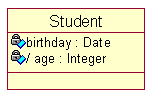 Student
birthday : Date
/ age : Integer